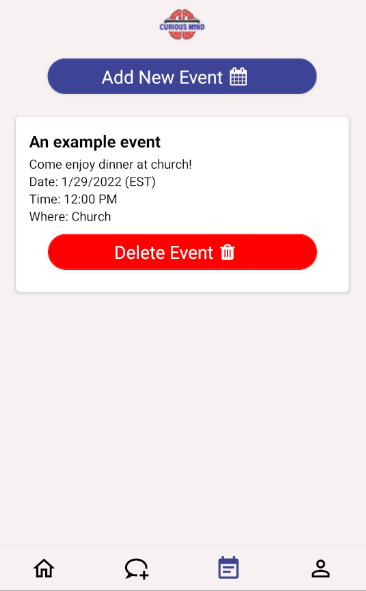 CURIOUS MIND
Add New Event
An example event
Come enjoy dinner at church!
Date: 1/29/2022 (EST)
Time: 12:00 PM
Where: Church
Delete Event